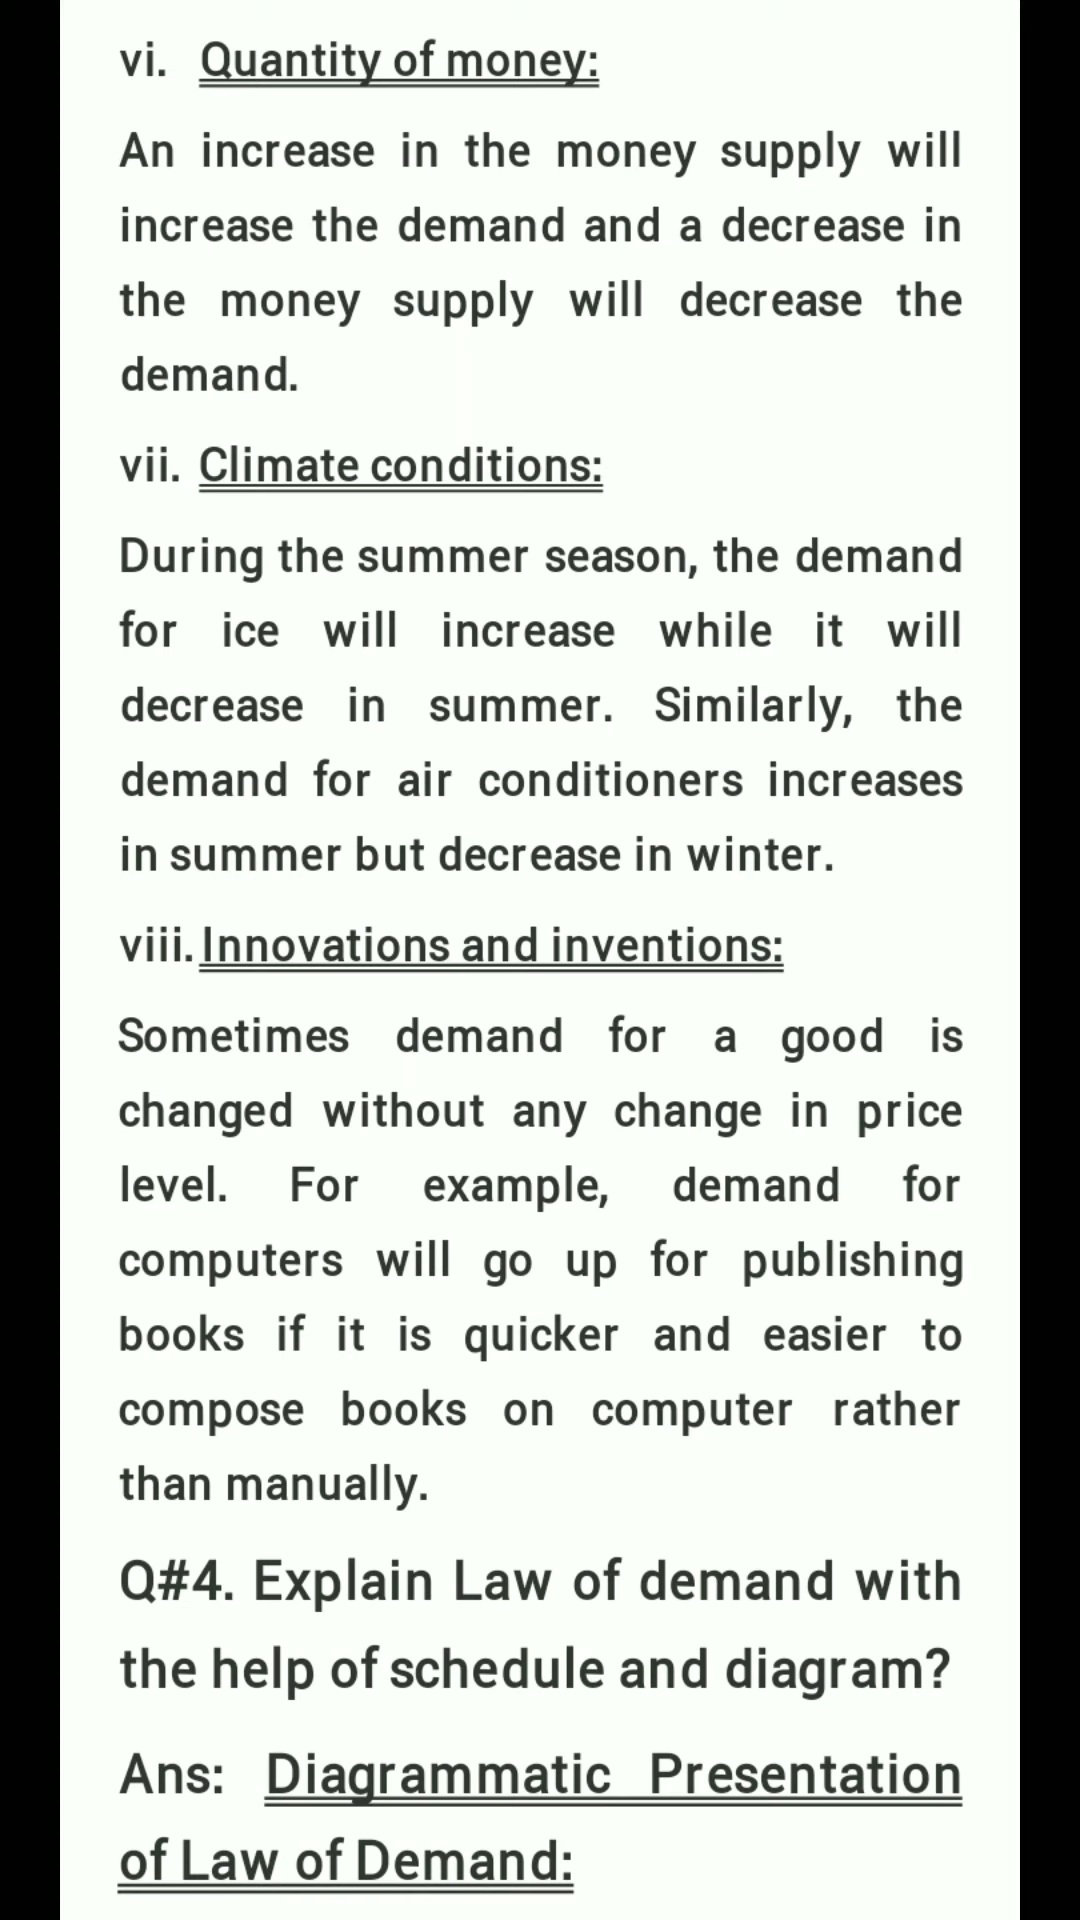 vi. Quantity of money:
An increase in the money supply will
increase the demand and a decrease in
the money supply will decrease the
demand.
vii. Climate conditions:
During the summer season, the demand
for ice will increase while it will
decrease in summer. Similarly, the
demand for air conditioners increases
in summer but decrease in winter.
viii. Innovations and inventions:
Sometimes demand for a good is
changed without any change in price
level. For example, demand for
computers will go up for publishing
books if it is quicker and easier to
compose books on computer rather
than manually.
Q#4. Explain Law of demand with
the help of schedule and diagram?
Ans: Diagrammatic Presentation
of Law of Demand: